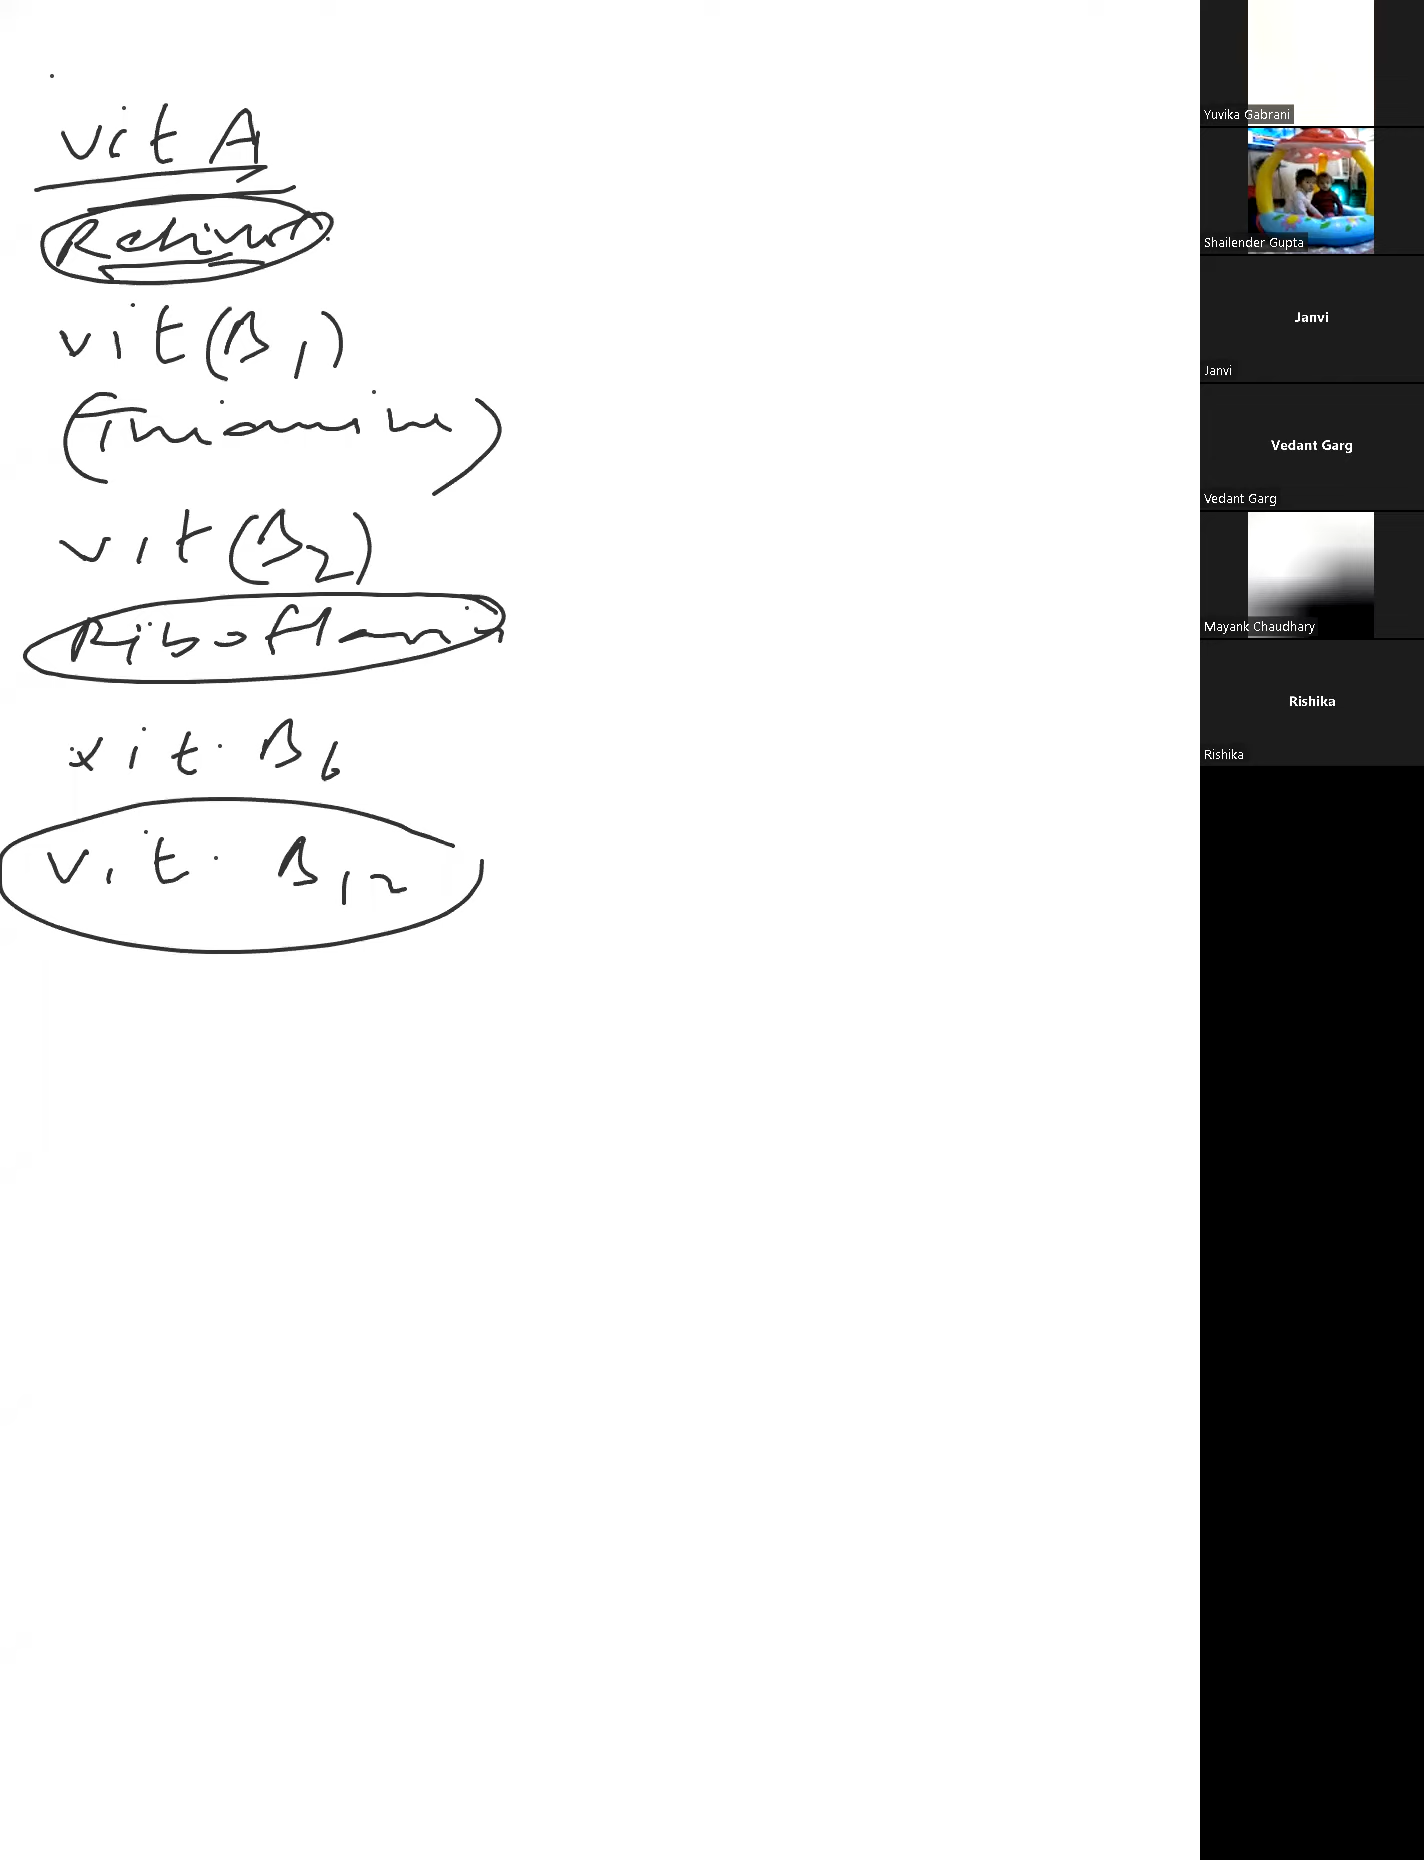 vit A
Retinol
vit (B1)
(Thiamine)
vit (B2)
Riboflavin
vit. B6
vit. B12
Yuvika Gabrani
Shailender Gupta
Janvi
Janvi
Vedant Garg
Vedant Garg
Mayank Chaudhary
Rishika
Rishika